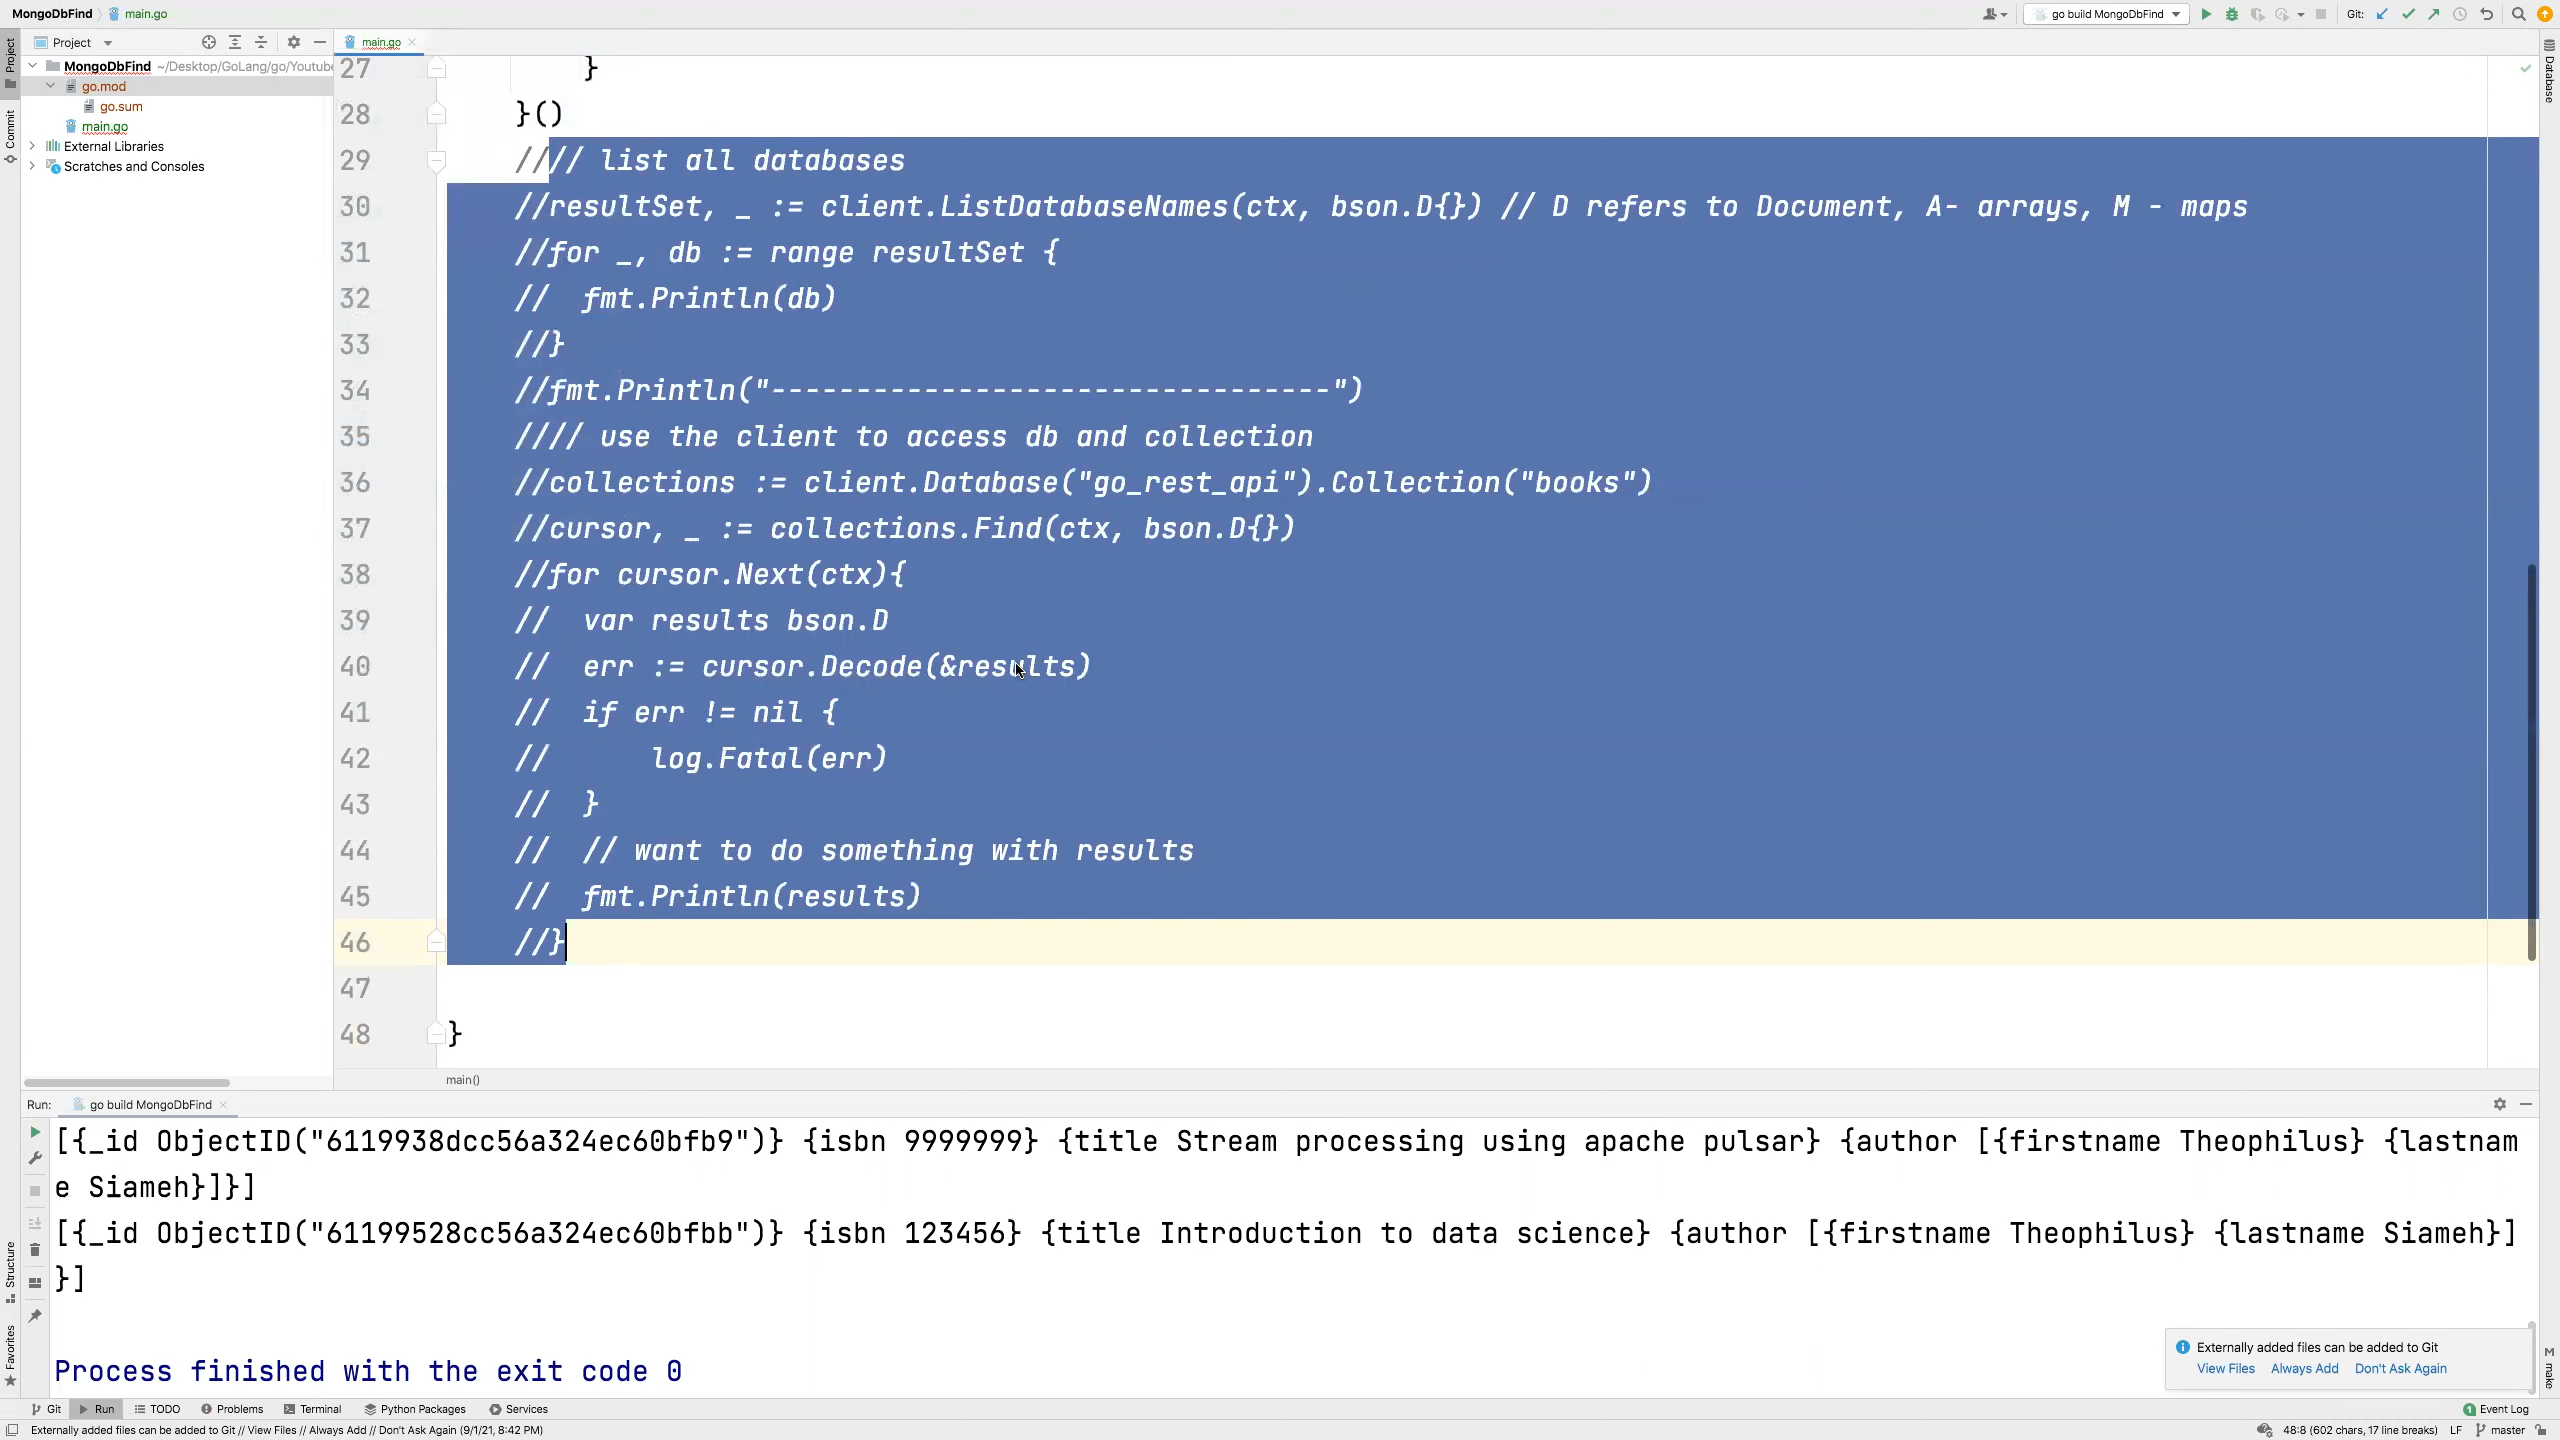 MongoDbFind main.go
go build MongoDbFind Git:
Project
main.go
MongoDbFind ~/Desktop/GoLang/go/Youtube
go.mod
go.sum
main.go
External Libraries
Scratches and Consoles
Project
Commit
Structure
Favorites
Database
make
27 }
28 }()
29 //// list all databases
30 //resultSet, _ := client.ListDatabaseNames(ctx, bson.D{}) // D refers to Document, A- arrays, M - maps
31 //for _, db := range resultSet {
32 // fmt.Println(db)
33 //}
34 //fmt.Println("---------------------------------")
35 //// use the client to access db and collection
36 //collections := client.Database("go_rest_api").Collection("books")
37 //cursor, _ := collections.Find(ctx, bson.D{})
38 //for cursor.Next(ctx){
39 // var results bson.D
40 // err := cursor.Decode(&results)
41 // if err != nil {
42 // log.Fatal(err)
43 // }
44 // // want to do something with results
45 // fmt.Println(results)
46 //}
47
48 }
main()
Run: go build MongoDbFind
[{_id ObjectID("6119938dcc56a324ec60bfb9")} {isbn 9999999} {title Stream processing using apache pulsar} {author [{firstname Theophilus} {lastnam
e Siameh}]}]
[{_id ObjectID("61199528cc56a324ec60bfbb")} {isbn 123456} {title Introduction to data science} {author [{firstname Theophilus} {lastname Siameh}]
}]
Process finished with the exit code 0
Externally added files can be added to Git
View Files Always Add Don't Ask Again
Git Run TODO Problems Terminal Python Packages Services 1 Event Log
Externally added files can be added to Git // View Files // Always Add // Don't Ask Again (9/1/21, 8:42 PM) 48:8 (602 chars, 17 line breaks) LF master